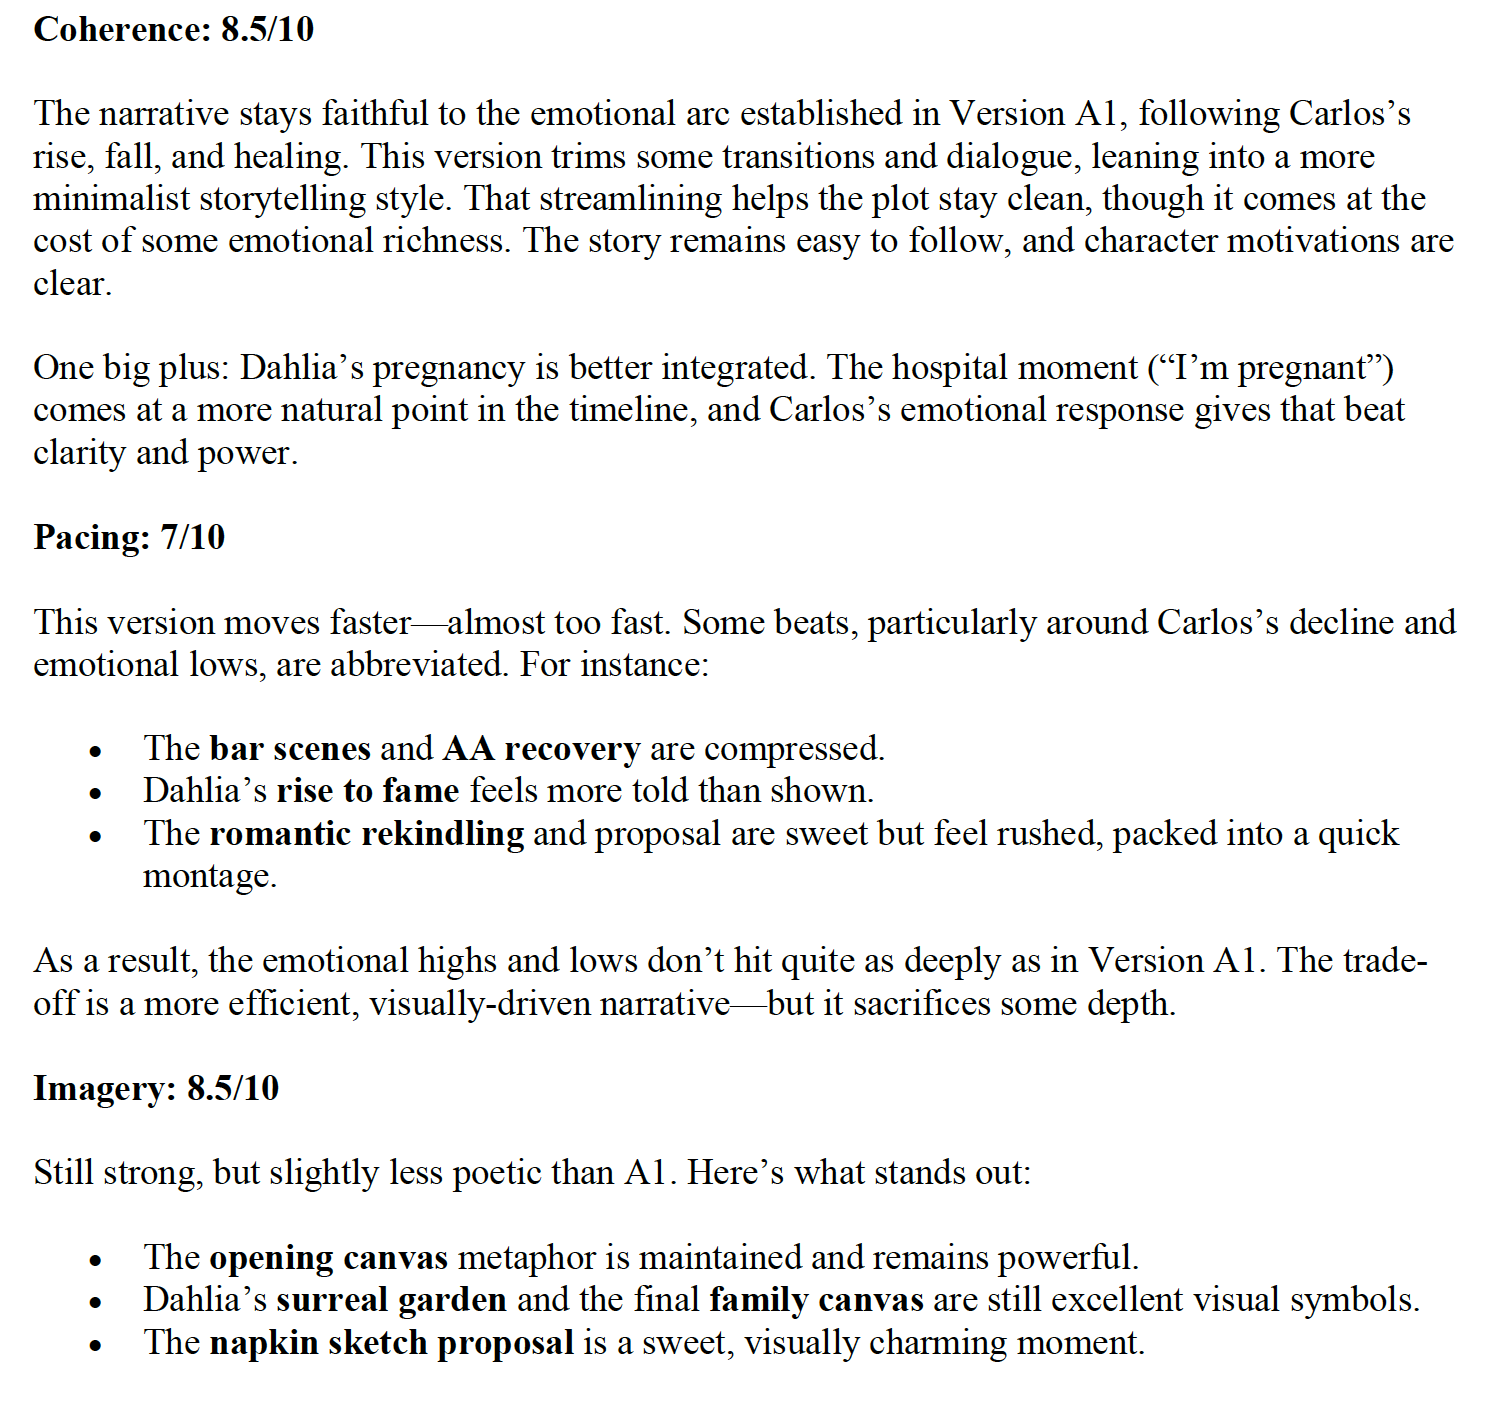 Coherence: 8.5/10
The narrative stays faithful to the emotional arc established in Version A1, following Carlos’s
rise, fall, and healing. This version trims some transitions and dialogue, leaning into a more
minimalist storytelling style. That streamlining helps the plot stay clean, though it comes at the
cost of some emotional richness. The story remains easy to follow, and character motivations are
clear.
One big plus: Dahlia’s pregnancy is better integrated. The hospital moment (“I’m pregnant”)
comes at a more natural point in the timeline, and Carlos’s emotional response gives that beat
clarity and power.
Pacing: 7/10
This version moves faster—almost too fast. Some beats, particularly around Carlos’s decline and
emotional lows, are abbreviated. For instance:
• The bar scenes and AA recovery are compressed.
• Dahlia’s rise to fame feels more told than shown.
• The romantic rekindling and proposal are sweet but feel rushed, packed into a quick
montage.
As a result, the emotional highs and lows don’t hit quite as deeply as in Version A1. The trade-
off is a more efficient, visually-driven narrative—but it sacrifices some depth.
Imagery: 8.5/10
Still strong, but slightly less poetic than A1. Here’s what stands out:
• The opening canvas metaphor is maintained and remains powerful.
• Dahlia’s surreal garden and the final family canvas are still excellent visual symbols.
• The napkin sketch proposal is a sweet, visually charming moment.